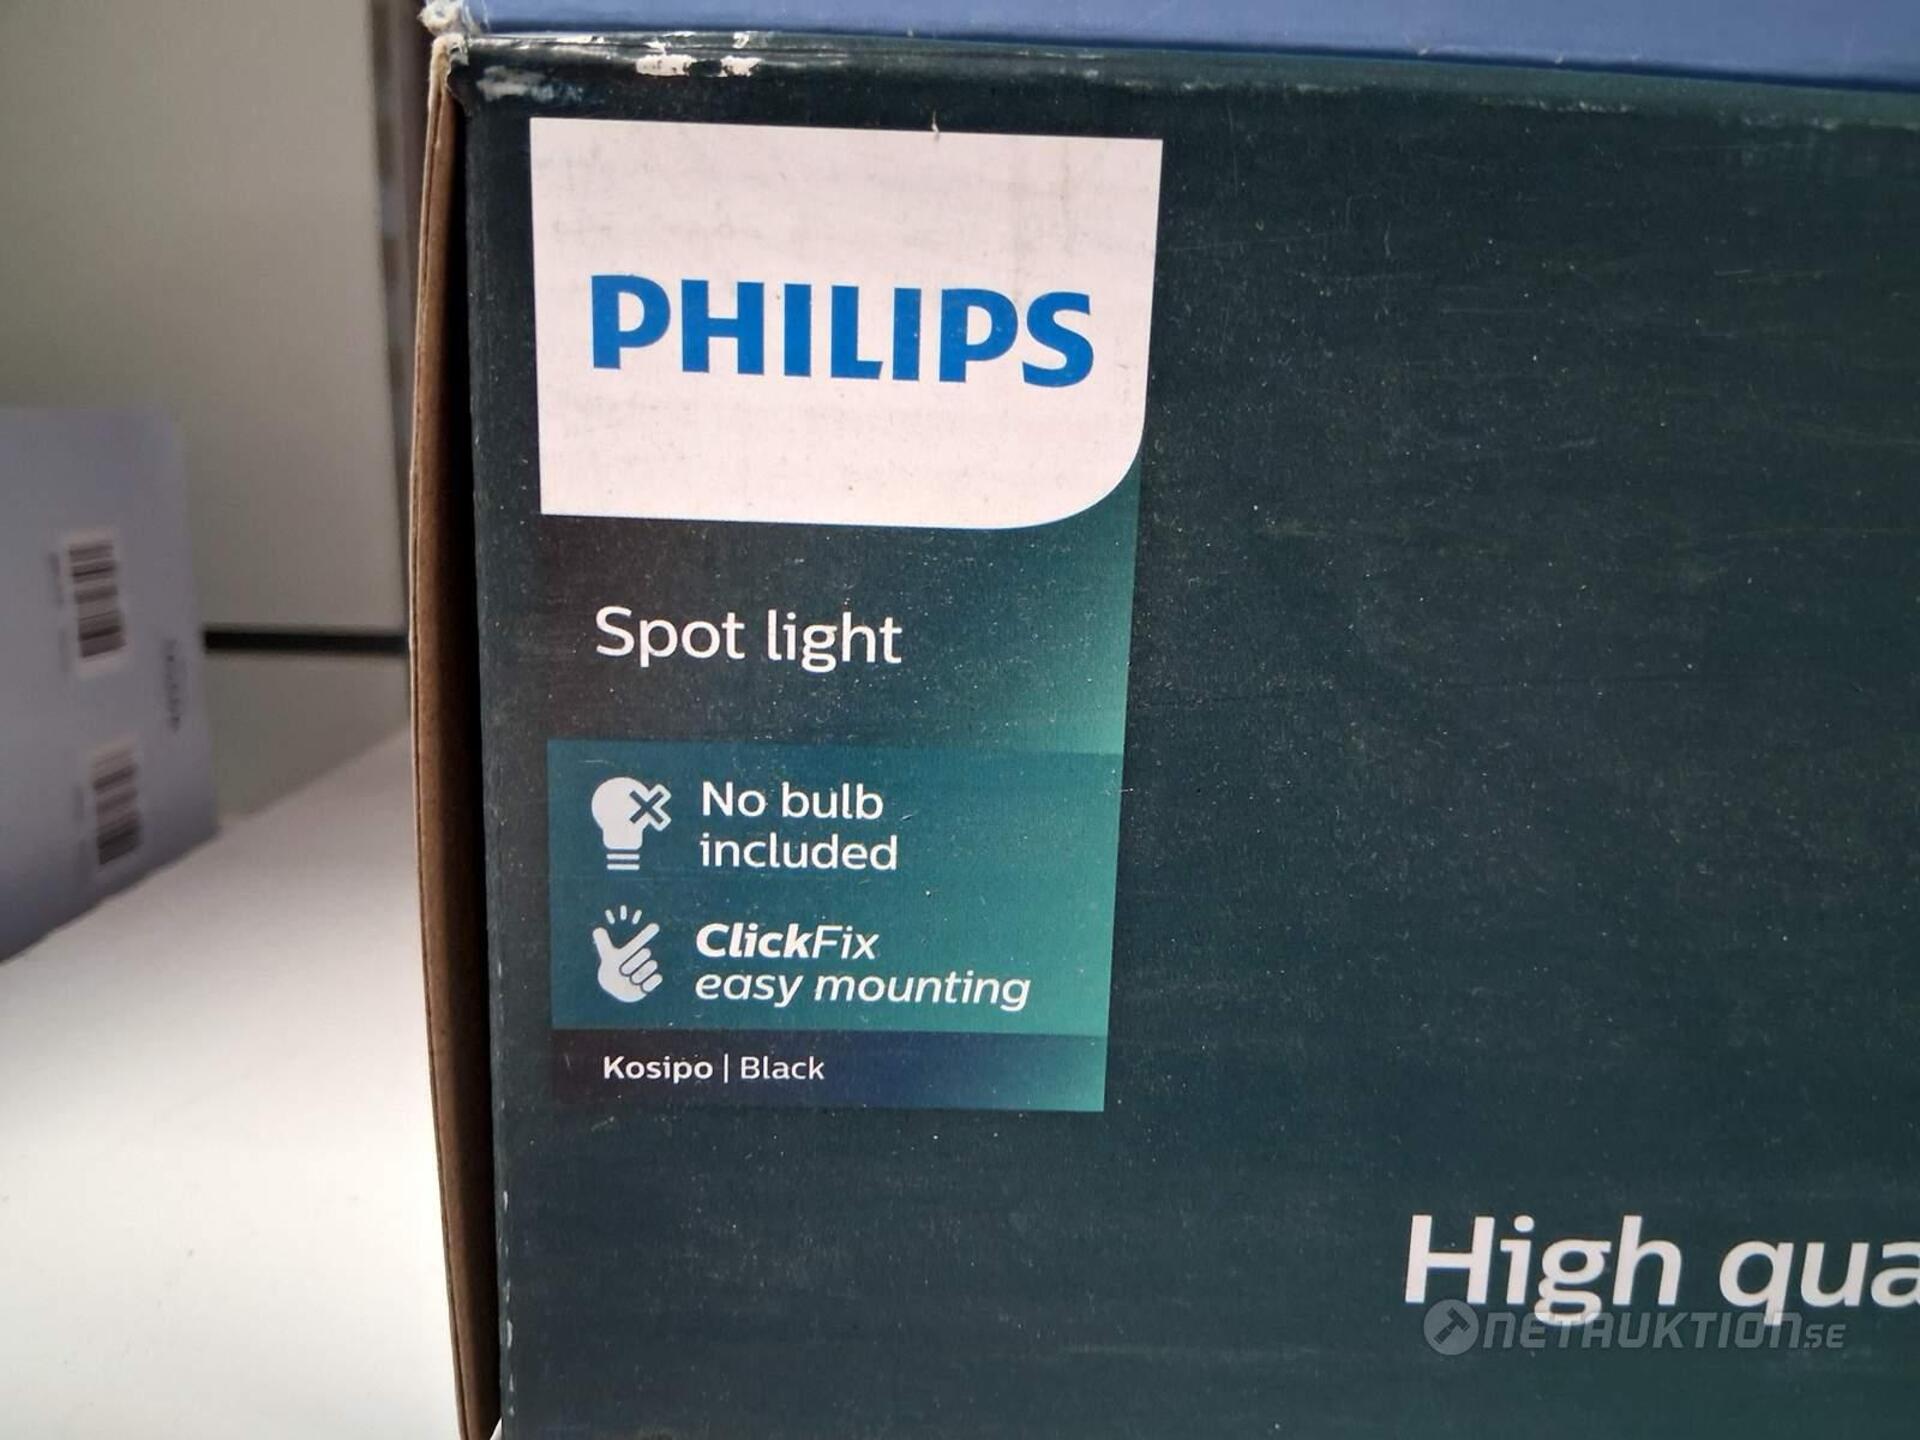 PHILIPS
Spot light
No bulb
included
ClickFix
easy mounting
Kosipo | Black
High qua
NETAUKTION.SE